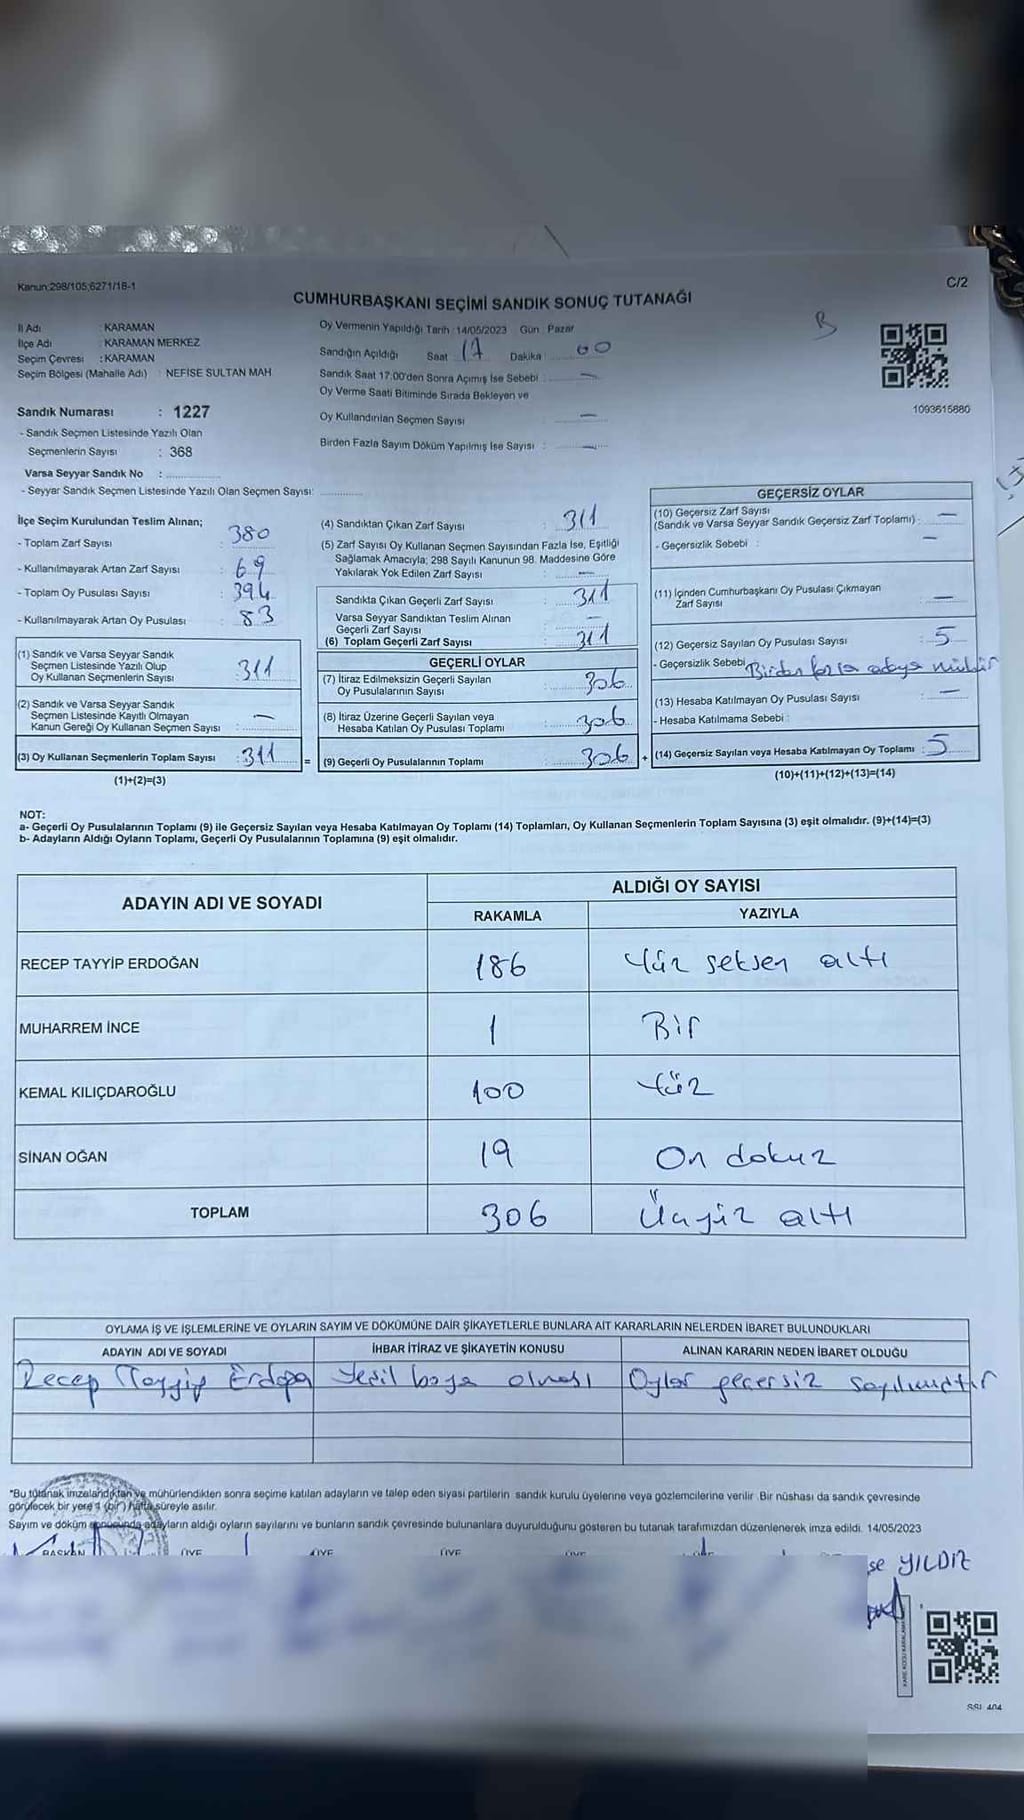 Kanun;298/105;6271/18-1
C/2
CUMHURBAŞKANI SEÇİMİ SANDIK SONUÇ TUTANAĞI
B
İl Adı : KARAMAN
İlçe Adı : KARAMAN MERKEZ
Seçim Çevresi : KARAMAN
Seçim Bölgesi (Mahalle Adı) : NEFİSE SULTAN MAH
Oy Vermenin Yapıldığı Tarih : 14/05/2023 Gün : Pazar
Sandığın Açıldığı Saat 17 Dakika : 00
Sandık Saat 17:00'den Sonra Açımış İse Sebebi : —
Oy Verme Saati Bitiminde Sırada Bekleyen ve
Oy Kullandırılan Seçmen Sayısı —
Birden Fazla Sayım Döküm Yapılmış İse Sayısı : —
1093615880
Sandık Numarası : 1227
- Sandık Seçmen Listesinde Yazılı Olan
Seçmenlerin Sayısı : 368
Varsa Seyyar Sandık No :
- Seyyar Sandık Seçmen Listesinde Yazılı Olan Seçmen Sayısı:
İlçe Seçim Kurulundan Teslim Alınan;
- Toplam Zarf Sayısı : 380
- Kullanılmayarak Artan Zarf Sayısı : 69
- Toplam Oy Pusulası Sayısı : 394
- Kullanılmayarak Artan Oy Pusulası : 83
(1) Sandık ve Varsa Seyyar Sandık
Seçmen Listesinde Yazılı Olup
Oy Kullanan Seçmenlerin Sayısı : 311
(2) Sandık ve Varsa Seyyar Sandık
Seçmen Listesinde Kayıtlı Olmayan
Kanun Gereği Oy Kullanan Seçmen Sayısı : —
(3) Oy Kullanan Seçmenlerin Toplam Sayısı : 311
(1)+(2)=(3)
(4) Sandıktan Çıkan Zarf Sayısı : 311
(5) Zarf Sayısı Oy Kullanan Seçmen Sayısından Fazla İse, Eşitliği
Sağlamak Amacıyla; 298 Sayılı Kanunun 98. Maddesine Göre
Yakılarak Yok Edilen Zarf Sayısı : —
Sandıkta Çıkan Geçerli Zarf Sayısı : 311
Varsa Seyyar Sandıktan Teslim Alınan
Geçerli Zarf Sayısı : —
(6) Toplam Geçerli Zarf Sayısı : 311
GEÇERLİ OYLAR
(7) İtiraz Edilmeksizin Geçerli Sayılan
Oy Pusulalarının Sayısı : 306
(8) İtiraz Üzerine Geçerli Sayılan veya
Hesaba Katılan Oy Pusulası Toplamı : 306
= (9) Geçerli Oy Pusulalarının Toplamı : 306
GEÇERSİZ OYLAR
(10) Geçersiz Zarf Sayısı
(Sandık ve Varsa Seyyar Sandık Geçersiz Zarf Toplamı) : —
- Geçersizlik Sebebi : —
(11) İçinden Cumhurbaşkanı Oy Pusulası Çıkmayan
Zarf Sayısı : —
(12) Geçersiz Sayılan Oy Pusulası Sayısı : 5
- Geçersizlik Sebebi Birden fazla adaya mühür
(13) Hesaba Katılmayan Oy Pusulası Sayısı : —
- Hesaba Katılmama Sebebi :
+ (14) Geçersiz Sayılan veya Hesaba Katılmayan Oy Toplamı : 5
(10)+(11)+(12)+(13)=(14)
NOT:
a- Geçerli Oy Pusulalarının Toplamı (9) ile Geçersiz Sayılan veya Hesaba Katılmayan Oy Toplamı (14) Toplamları, Oy Kullanan Seçmenlerin Toplam Sayısına (3) eşit olmalıdır. (9)+(14)=(3)
b- Adayların Aldığı Oyların Toplamı, Geçerli Oy Pusulalarının Toplamına (9) eşit olmalıdır.
ADAYIN ADI VE SOYADI ALDIĞI OY SAYISI
RAKAMLA YAZIYLA
RECEP TAYYİP ERDOĞAN 186 Yüz seksen altı
MUHARREM İNCE 1 Bir
KEMAL KILIÇDAROĞLU 100 Yüz
SİNAN OĞAN 19 On dokuz
TOPLAM 306 Üçyüz altı
OYLAMA İŞ VE İŞLEMLERİNE VE OYLARIN SAYIM VE DÖKÜMÜNE DAİR ŞİKAYETLERLE BUNLARA AİT KARARLARIN NELERDEN İBARET BULUNDUKLARI
ADAYIN ADI VE SOYADI İHBAR İTİRAZ VE ŞİKAYETİN KONUSU ALINAN KARARIN NEDEN İBARET OLDUĞU
Recep Tayyip Erdoğan Yeşil boya olması Oylar geçersiz sayılmıştır
*Bu tutanak imzalandıktan ve mühürlendikten sonra seçime katılan adayların ve talep eden siyasi partilerin sandık kurulu üyelerine veya gözlemcilerine verilir. Bir nüshası da sandık çevresinde
görülecek bir yere 1 (bir) hafta süreyle asılır.
Sayım ve döküm sonucunda adayların aldığı oyların sayılarını ve bunların sandık çevresinde bulunanlara duyurulduğunu gösteren bu tutanak tarafımızdan düzenlenerek imza edildi. 14/05/2023
BAŞKAN ÜYE ÜYE ÜYE ÜYE
se YILDIZ
SSI 404